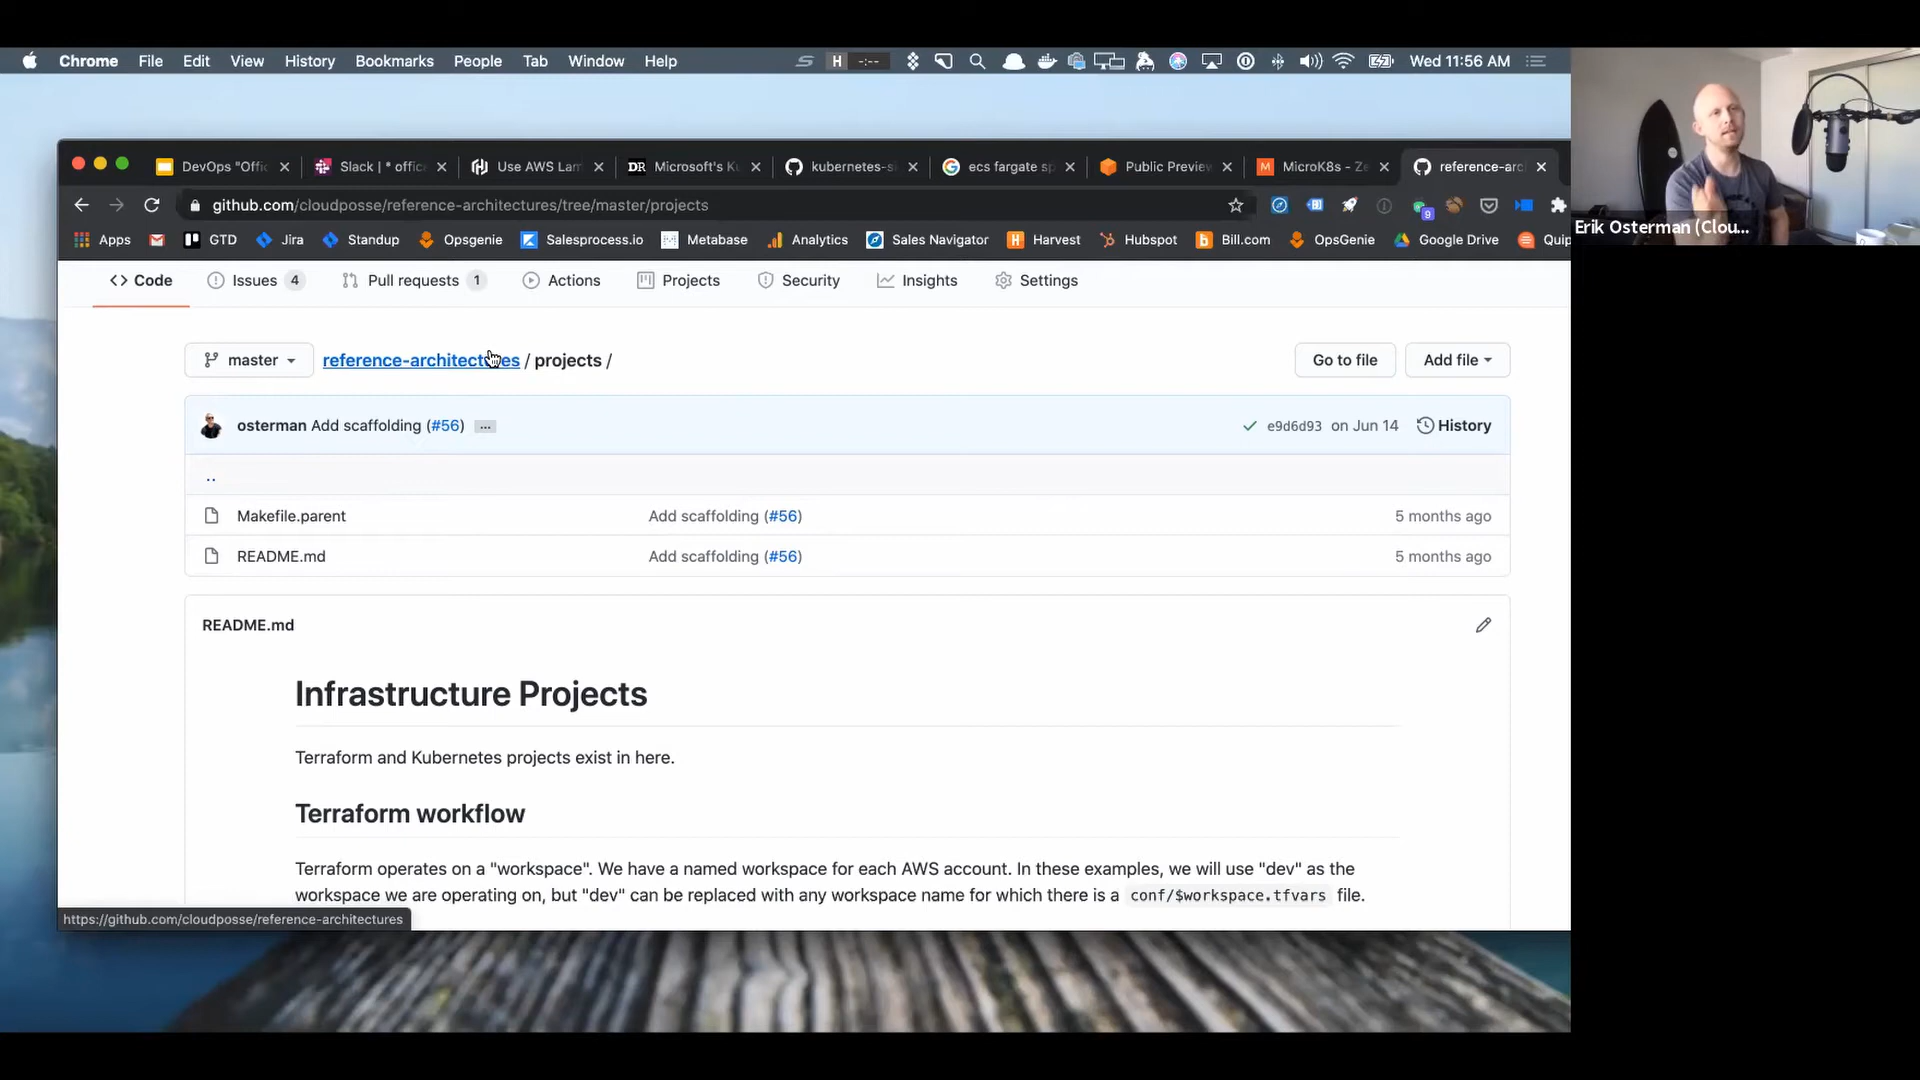 Chrome File Edit View History Bookmarks People Tab Window Help
H -:-- Wed 11:56 AM
DevOps "Offi
Slack | * offic
Use AWS Lam
DR Microsoft's Ku
kubernetes-si
ecs fargate sp
Public Preview
M MicroK8s - Ze
reference-arc
github.com/cloudposse/reference-architectures/tree/master/projects
9
Apps GTD Jira Standup Opsgenie Salesprocess.io Metabase Analytics Sales Navigator Harvest Hubspot Bill.com OpsGenie Google Drive Quip
Erik Osterman (Clou...
Code Issues 4 Pull requests 1 Actions Projects Security Insights Settings
master reference-architectures / projects / Go to file Add file
osterman Add scaffolding (#56) ... e9d6d93 on Jun 14 History
..
Makefile.parent Add scaffolding (#56) 5 months ago
README.md Add scaffolding (#56) 5 months ago
README.md
Infrastructure Projects
Terraform and Kubernetes projects exist in here.
Terraform workflow
Terraform operates on a "workspace". We have a named workspace for each AWS account. In these examples, we will use "dev" as the
workspace we are operating on, but "dev" can be replaced with any workspace name for which there is a conf/$workspace.tfvars file.
https://github.com/cloudposse/reference-architectures